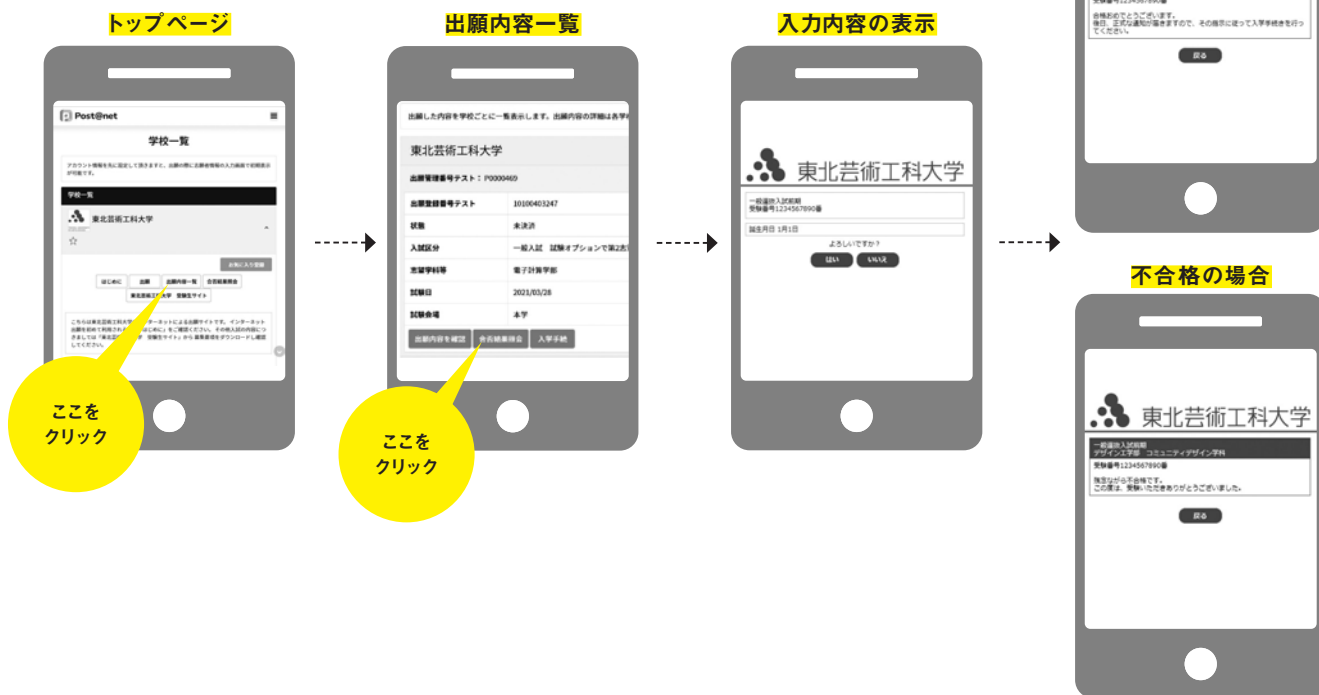 トップページ
Post@net
学校一覧
アカウント情報を先に設定して頂きますと、出願の際に出願者情報の入力画面で初期表示
が可能です。
学校一覧
東北芸術工科大学
お気に入り登録
はじめに 出願 出願内容一覧 合否結果照会
東北芸術工科大学 受験生サイト
ここを
クリック
出願内容一覧
出願した内容を学校ごとに一覧表示します。出願内容の詳細は各学
東北芸術工科大学
出願管理番号テスト: P0000469
出願登録番号テスト 10100403247
状態 未決済
入試区分 一般入試 試験オプションで第2志
志望学科等 電子計算学部
試験日 2021/03/28
試験会場 本学
出願内容を確認 合否結果照会 入学手続
ここを
クリック
入力内容の表示
東北芸術工科大学
一般選抜入試前期
受験番号1234567890番
誕生月日 1月1日
よろしいですか?
はい いいえ
受験番号1234567890番
合格おめでとうございます。
後日、正式な通知が届きますので、その指示に従って入学手続きを行っ
てください。
戻る
不合格の場合
東北芸術工科大学
一般選抜入試前期
デザイン工学部 コミュニティデザイン学科
受験番号1234567890番
残念ながら不合格です。
この度は、受験いただきありがとうございました。
戻る